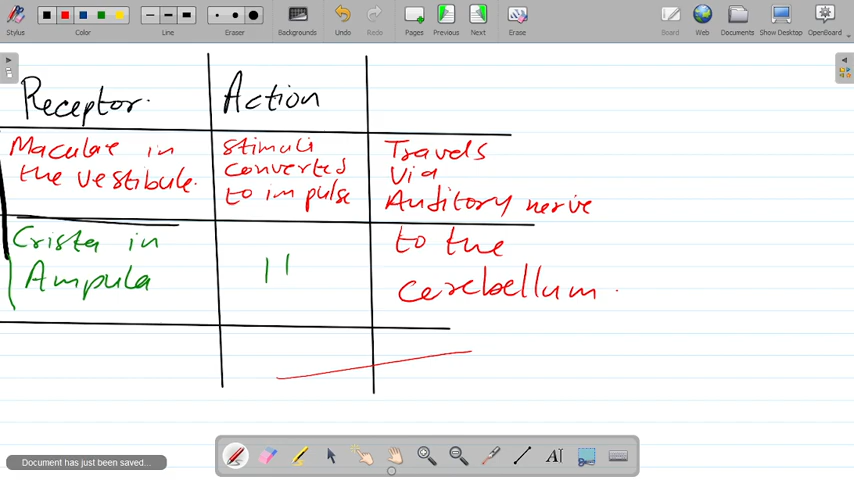 Stylus
Color
Line
Eraser
Backgrounds
Undo
Redo
Pages
Previous
Next
Erase
Board
Web
Documents
Show Desktop
OpenBoard
Receptor.
Action
Maculae in
the vestibule.
stimuli
converted
to impulse
Travels
via
Auditory nerve
Crista in
Ampula
11
to the
cerebellum.
Document has just been saved...